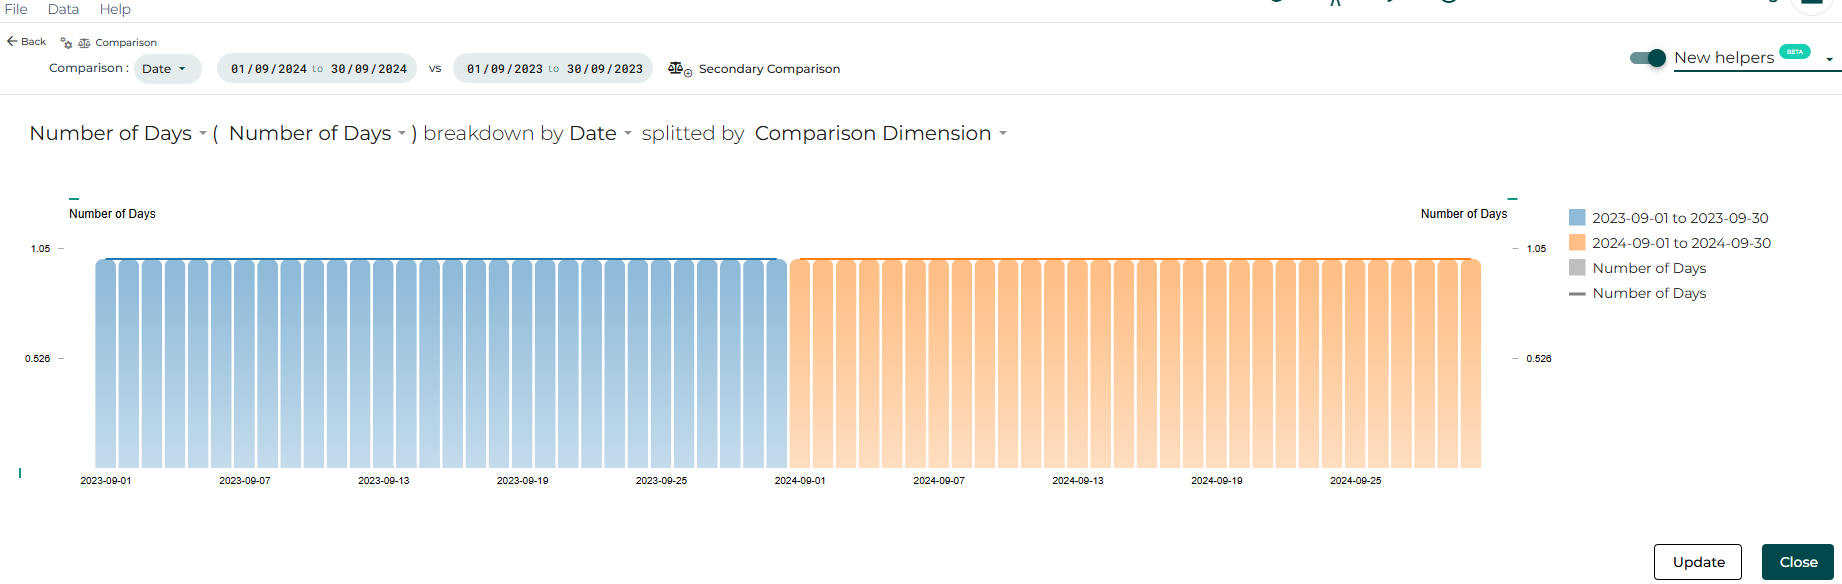 File Data Help
Back Comparison
Comparison : Date 01/09/2024 to 30/09/2024 vs 01/09/2023 to 30/09/2023 Secondary Comparison
New helpers BETA
Number of Days ( Number of Days ) breakdown by Date splitted by Comparison Dimension
Number of Days Number of Days
1.05 1.05
0.526 0.526
2023-09-01 2023-09-07 2023-09-13 2023-09-19 2023-09-25 2024-09-01 2024-09-07 2024-09-13 2024-09-19 2024-09-25
2023-09-01 to 2023-09-30
2024-09-01 to 2024-09-30
Number of Days
Number of Days
Update Close